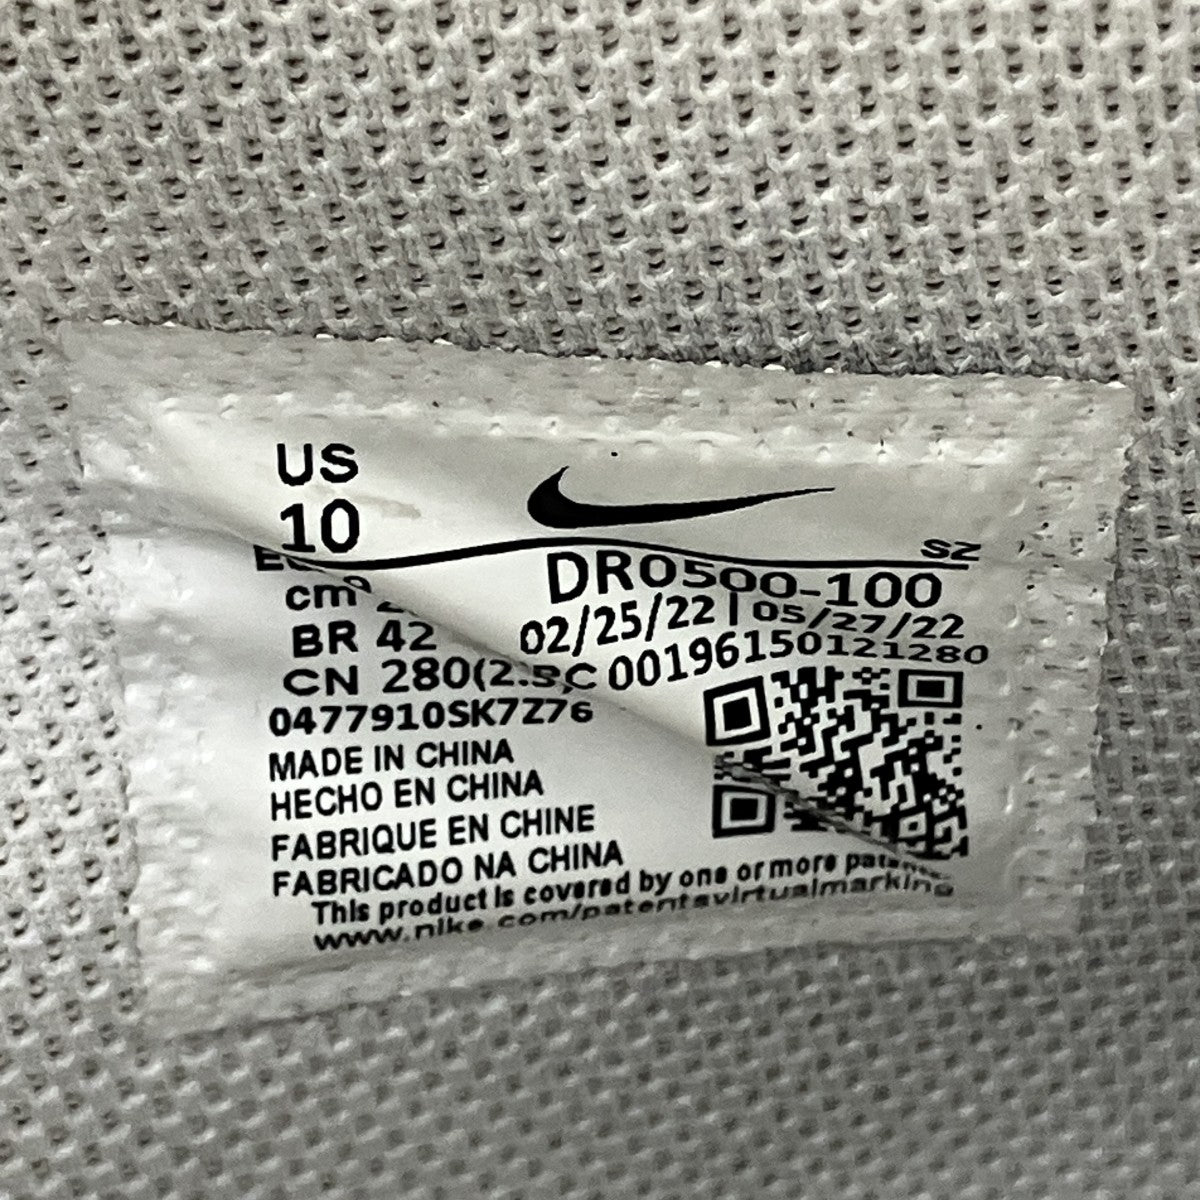 US
10
SZ
DR0500-100
cm
BR 42
02/25/22 | 05/27/22
CN 280(2.5)C
00196150121280
0477910SK7Z76
MADE IN CHINA
HECHO EN CHINA
FABRIQUE EN CHINE
FABRICADO NA CHINA
This product is covered by one or more
www.nike.com/patentsvirtualmarking